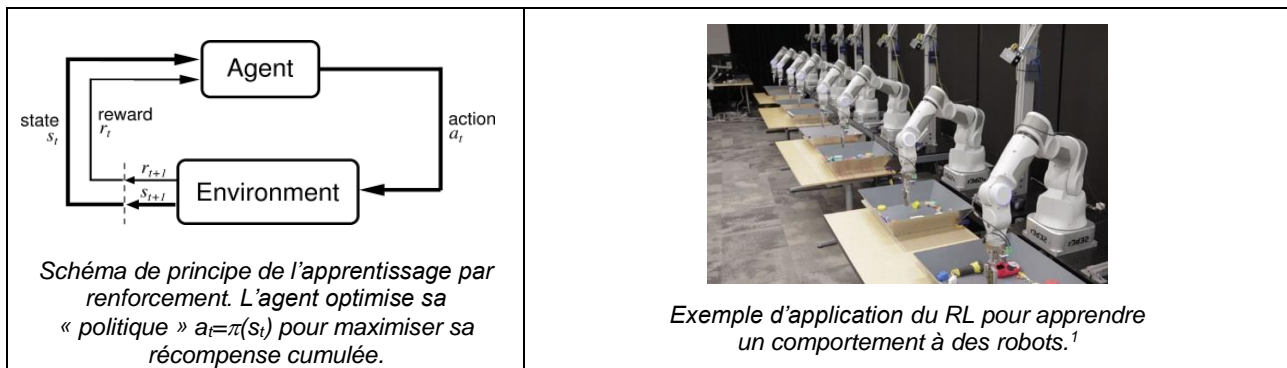 Agent
state
s_t
reward
r_t
action
a_t
r_{t+1}
s_{t+1}
Environment
Schéma de principe de l'apprentissage par
renforcement. L'agent optimise sa
« politique » a_t=π(s_t) pour maximiser sa
récompense cumulée.
Exemple d'application du RL pour apprendre
un comportement à des robots.¹